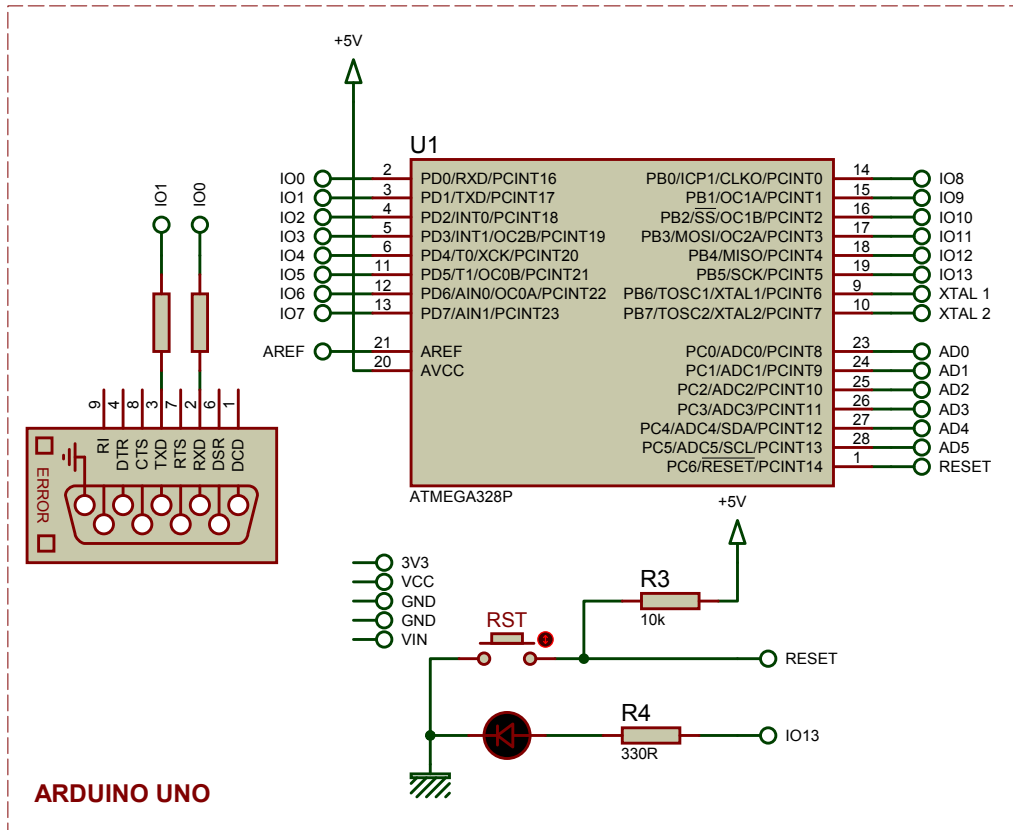 +5V
U1
IO0 2 PD0/RXD/PCINT16 PB0/ICP1/CLKO/PCINT0 14 IO8
IO1 3 PD1/TXD/PCINT17 PB1/OC1A/PCINT1 15 IO9
IO2 4 PD2/INT0/PCINT18 PB2/SS/OC1B/PCINT2 16 IO10
IO3 5 PD3/INT1/OC2B/PCINT19 PB3/MOSI/OC2A/PCINT3 17 IO11
IO4 6 PD4/T0/XCK/PCINT20 PB4/MISO/PCINT4 18 IO12
IO5 11 PD5/T1/OC0B/PCINT21 PB5/SCK/PCINT5 19 IO13
IO6 12 PD6/AIN0/OC0A/PCINT22 PB6/TOSC1/XTAL1/PCINT6 9 XTAL 1
IO7 13 PD7/AIN1/PCINT23 PB7/TOSC2/XTAL2/PCINT7 10 XTAL 2
AREF 21 AREF PC0/ADC0/PCINT8 23 AD0
20 AVCC PC1/ADC1/PCINT9 24 AD1
PC2/ADC2/PCINT10 25 AD2
PC3/ADC3/PCINT11 26 AD3
PC4/ADC4/SDA/PCINT12 27 AD4
PC5/ADC5/SCL/PCINT13 28 AD5
PC6/RESET/PCINT14 1 RESET
ATMEGA328P
IO1 IO0
9 4 8 3 7 2 6 1
RI DTR CTS TXD RTS RXD DSR DCD
ERROR
+5V
3V3
VCC
GND
GND
VIN
R3
10k
RST
RESET
R4
330R
IO13
ARDUINO UNO